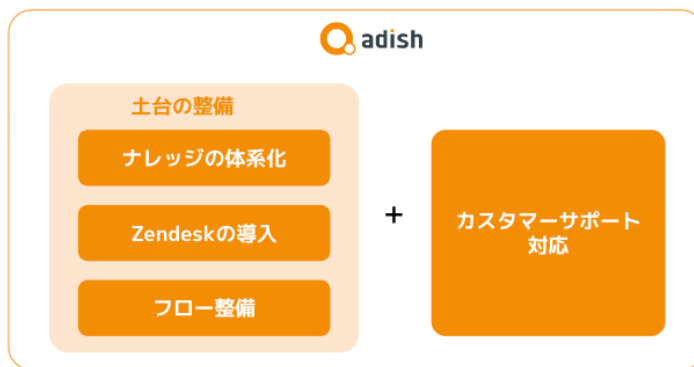 adish
土台の整備
ナレッジの体系化
Zendeskの導入
フロー整備
+
カスタマーサポート
対応